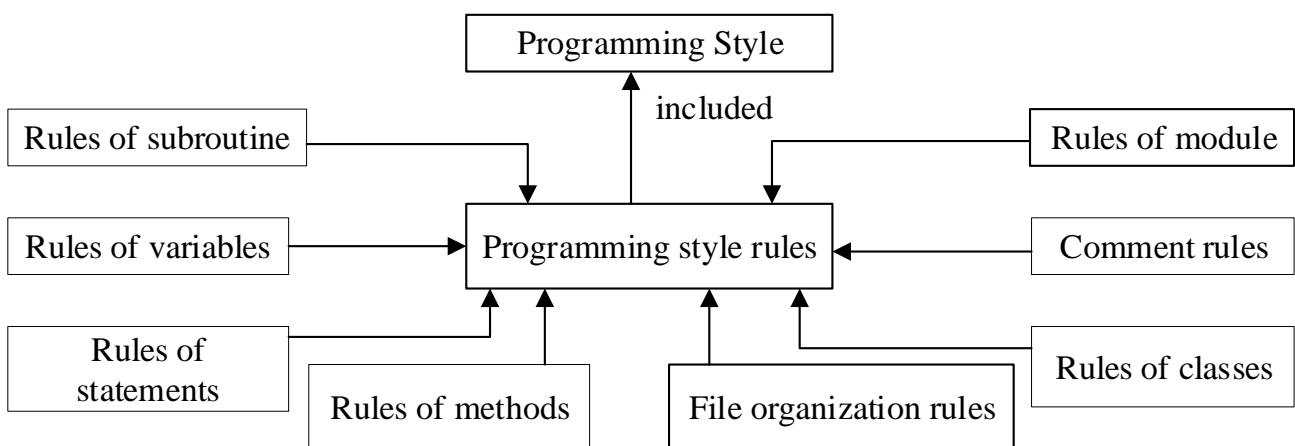 Programming Style
included
Rules of subroutine
Rules of module
Rules of variables
Programming style rules
Comment rules
Rules of
statements
Rules of methods
File organization rules
Rules of classes